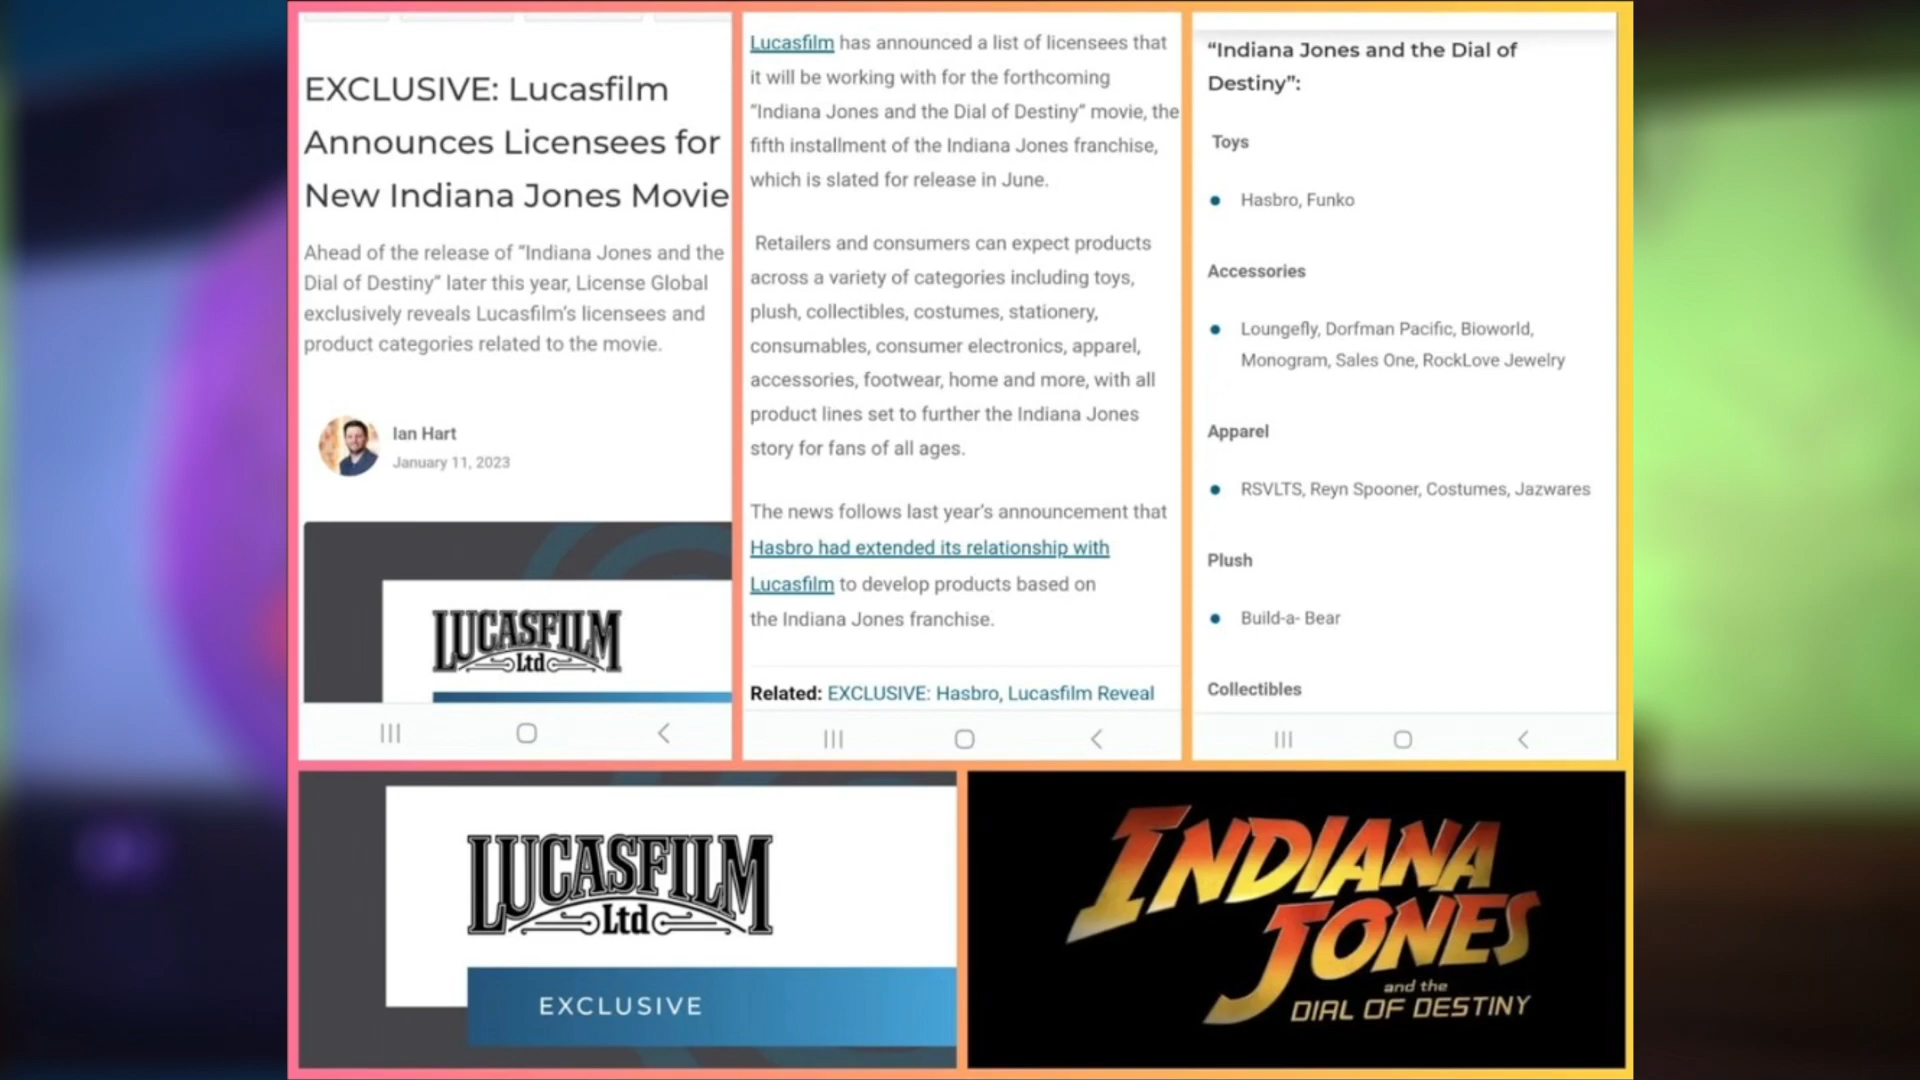 EXCLUSIVE: Lucasfilm
Announces Licensees for
New Indiana Jones Movie
Ahead of the release of “Indiana Jones and the
Dial of Destiny” later this year, License Global
exclusively reveals Lucasfilm’s licensees and
product categories related to the movie.
Ian Hart
January 11, 2023
LUCASFILM
Ltd
Lucasfilm has announced a list of licensees that
it will be working with for the forthcoming
“Indiana Jones and the Dial of Destiny” movie, the
fifth installment of the Indiana Jones franchise,
which is slated for release in June.
Retailers and consumers can expect products
across a variety of categories including toys,
plush, collectibles, costumes, stationery,
consumables, consumer electronics, apparel,
accessories, footwear, home and more, with all
product lines set to further the Indiana Jones
story for fans of all ages.
The news follows last year’s announcement that
Hasbro had extended its relationship with
Lucasfilm to develop products based on
the Indiana Jones franchise.
Related: EXCLUSIVE: Hasbro, Lucasfilm Reveal
“Indiana Jones and the Dial of
Destiny”:
Toys
Hasbro, Funko
Accessories
Loungefly, Dorfman Pacific, Bioworld,
Monogram, Sales One, RockLove Jewelry
Apparel
RSVLTS, Reyn Spooner, Costumes, Jazwares
Plush
Build-a- Bear
Collectibles
LUCASFILM
Ltd
EXCLUSIVE
INDIANA
JONES
and the
DIAL OF DESTINY